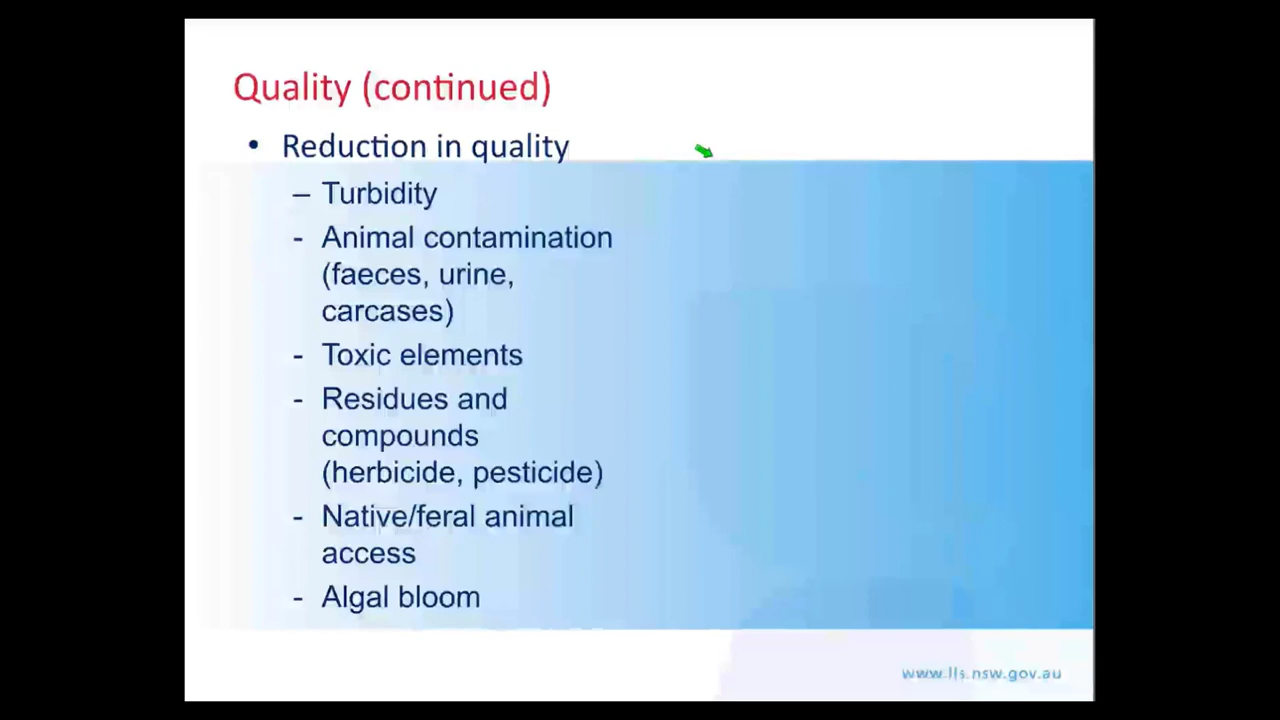 Quality (continued)
• Reduction in quality
– Turbidity
- Animal contamination
(faeces, urine,
carcases)
- Toxic elements
- Residues and
compounds
(herbicide, pesticide)
- Native/feral animal
access
- Algal bloom
www.lls.nsw.gov.au